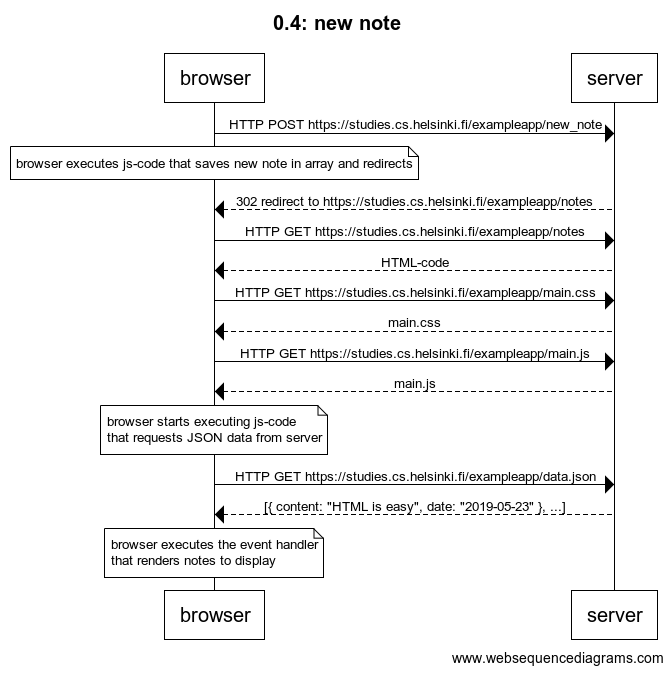 0.4: new note
browser
server
HTTP POST https://studies.cs.helsinki.fi/exampleapp/new_note
browser executes js-code that saves new note in array and redirects
302 redirect to https://studies.cs.helsinki.fi/exampleapp/notes
HTTP GET https://studies.cs.helsinki.fi/exampleapp/notes
HTML-code
HTTP GET https://studies.cs.helsinki.fi/exampleapp/main.css
main.css
HTTP GET https://studies.cs.helsinki.fi/exampleapp/main.js
main.js
browser starts executing js-code
that requests JSON data from server
HTTP GET https://studies.cs.helsinki.fi/exampleapp/data.json
[{ content: "HTML is easy", date: "2019-05-23" }, ...]
browser executes the event handler
that renders notes to display
browser
server
www.websequencediagrams.com